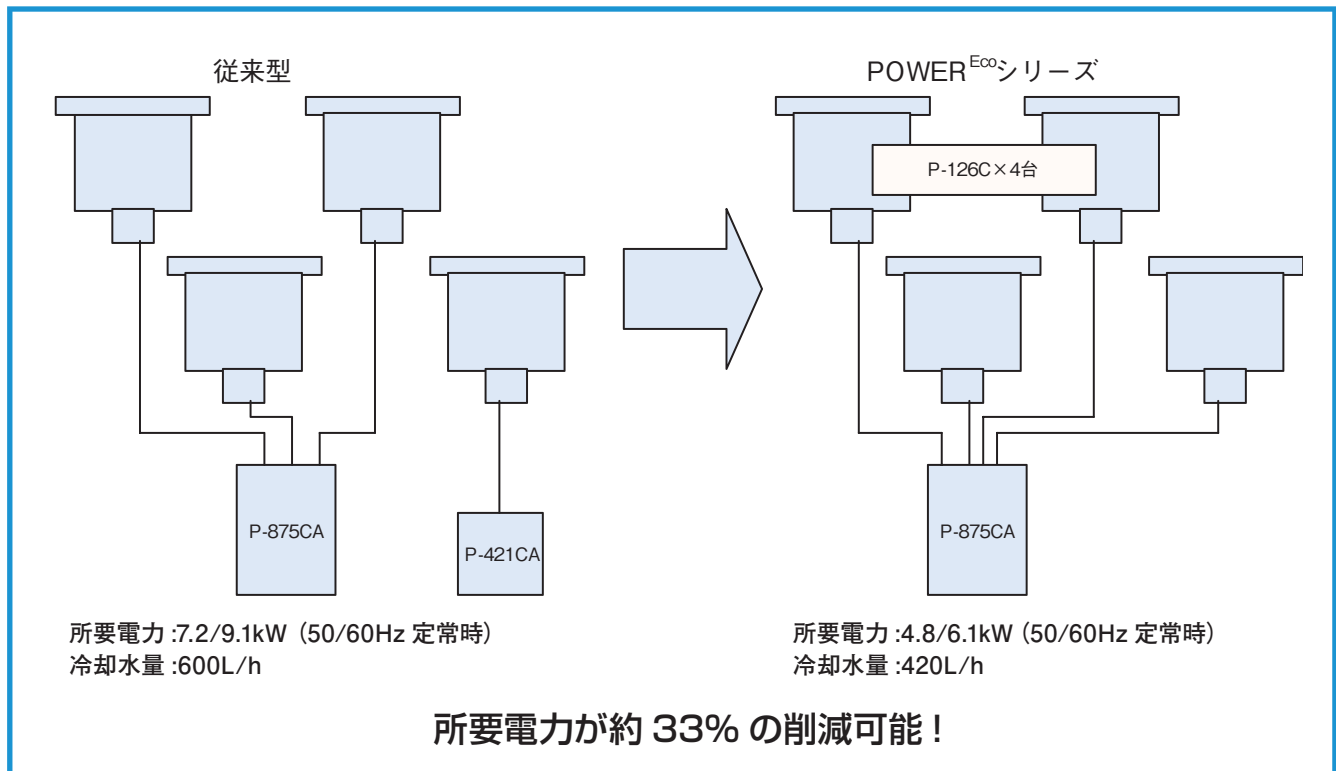 従来型
POWER Ecoシリーズ
P-126C×4台
P-875CA
P-421CA
P-875CA
所要電力 :7.2/9.1kW（50/60Hz 定常時）
冷却水量 :600L/h
所要電力 :4.8/6.1kW（50/60Hz 定常時）
冷却水量 :420L/h
所要電力が約 33% の削減可能！